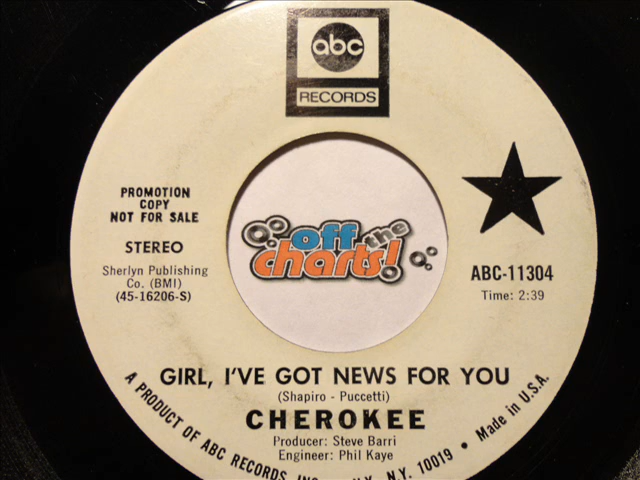 abc
RECORDS
PROMOTION
COPY
NOT FOR SALE
STEREO
Sherlyn Publishing
Co. (BMI)
(45-16206-S)
off the
charts!
ABC-11304
Time: 2:39
GIRL, I'VE GOT NEWS FOR YOU
(Shapiro - Puccetti)
CHEROKEE
Producer: Steve Barri
Engineer: Phil Kaye
A PRODUCT OF ABC RECORDS, INC., N.Y., N.Y. 10019 • Made in U.S.A.